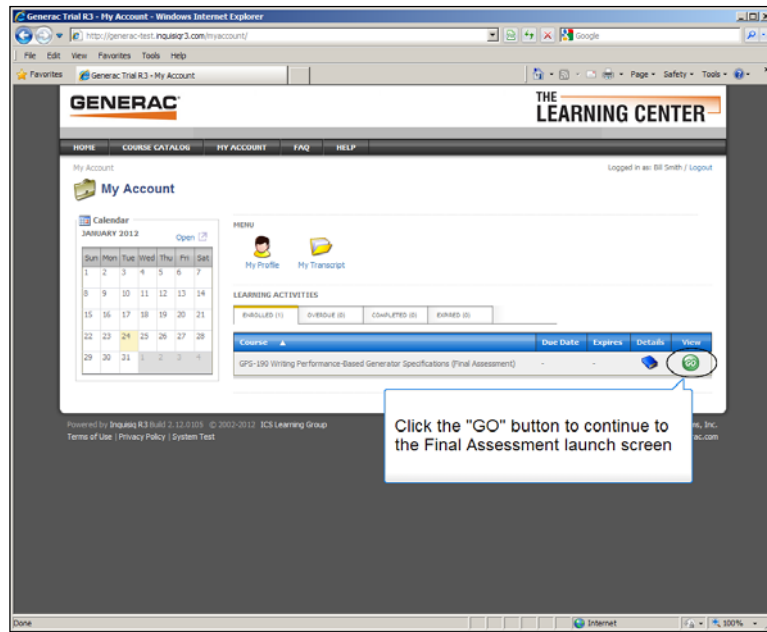 Generac Trial R3 - My Account - Windows Internet Explorer
http://generac-test.inquisiqr3.com/myaccount/
Google
File Edit View Favorites Tools Help
Favorites
Generac Trial R3 - My Account
Page
Safety
Tools
GENERAC
THE
LEARNING CENTER
HOME COURSE CATALOG MY ACCOUNT FAQ HELP
My Account
Logged in as: Bill Smith / Logout
My Account
Calendar
JANUARY 2012
Open
Sun Mon Tue Wed Thu Fri Sat
1 2 3 4 5 6 7
8 9 10 11 12 13 14
15 16 17 18 19 20 21
22 23 24 25 26 27 28
29 30 31 1 2 3 4
MENU
My Profile My Transcript
LEARNING ACTIVITIES
ENROLLED (1) OVERDUE (0) COMPLETED (0) EXPIRED (0)
Course Due Date Expires Details View
GPS-190 Writing Performance-Based Generator Specifications (Final Assessment) - - GO
Click the "GO" button to continue to
the Final Assessment launch screen
Powered by Inquisiq R3 Build 2.12.0105 © 2002-2012 ICS Learning Group
Terms of Use | Privacy Policy | System Test
ms, Inc.
ac.com
Done
Internet
100%